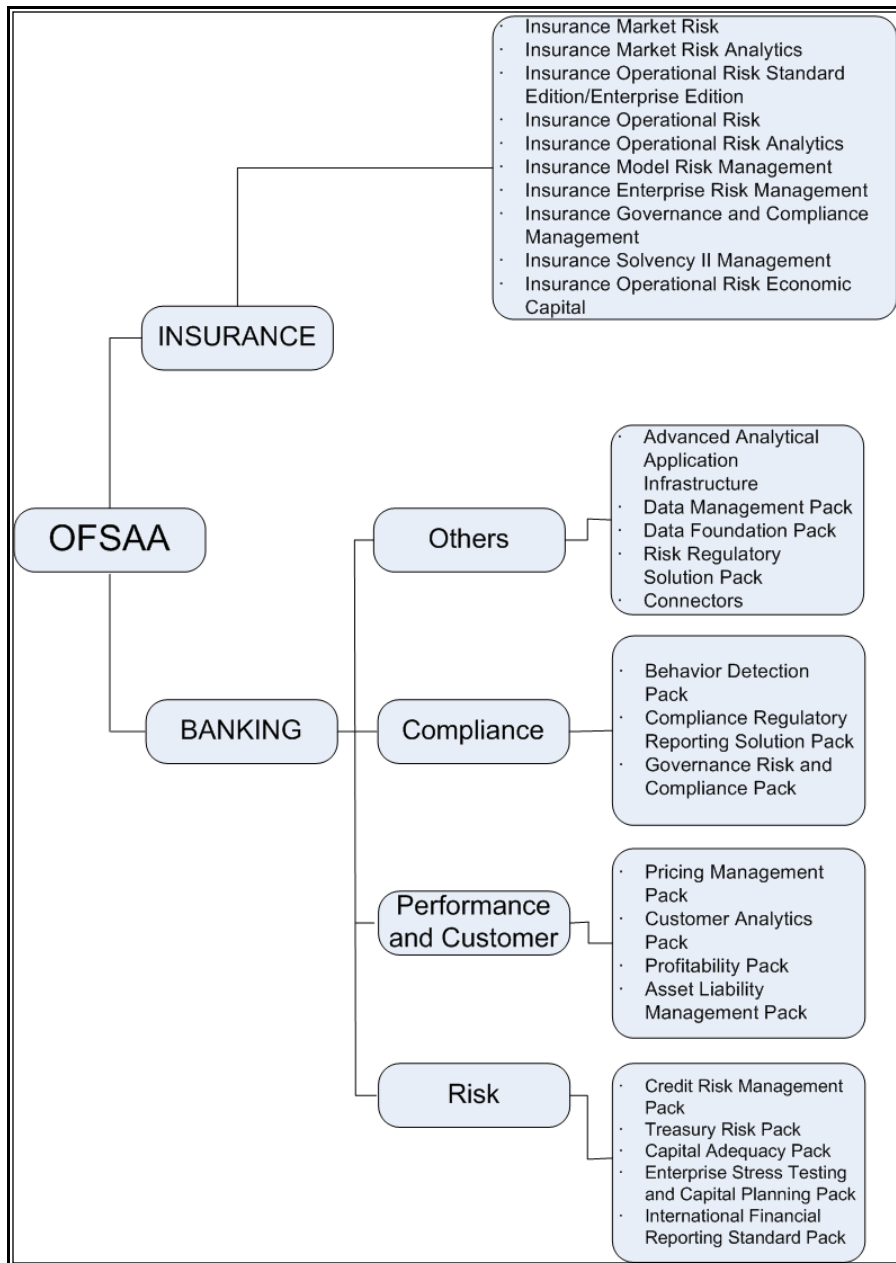 · Insurance Market Risk
· Insurance Market Risk Analytics
· Insurance Operational Risk Standard
Edition/Enterprise Edition
· Insurance Operational Risk
· Insurance Operational Risk Analytics
· Insurance Model Risk Management
· Insurance Enterprise Risk Management
· Insurance Governance and Compliance
Management
· Insurance Solvency II Management
· Insurance Operational Risk Economic
Capital
INSURANCE
OFSAA
BANKING
Others
· Advanced Analytical
Application
Infrastructure
· Data Management Pack
· Data Foundation Pack
· Risk Regulatory
Solution Pack
· Connectors
Compliance
· Behavior Detection
Pack
· Compliance Regulatory
Reporting Solution Pack
· Governance Risk and
Compliance Pack
Performance
and Customer
· Pricing Management
Pack
· Customer Analytics
Pack
· Profitability Pack
· Asset Liability
Management Pack
Risk
· Credit Risk Management
Pack
· Treasury Risk Pack
· Capital Adequacy Pack
· Enterprise Stress Testing
and Capital Planning Pack
· International Financial
Reporting Standard Pack